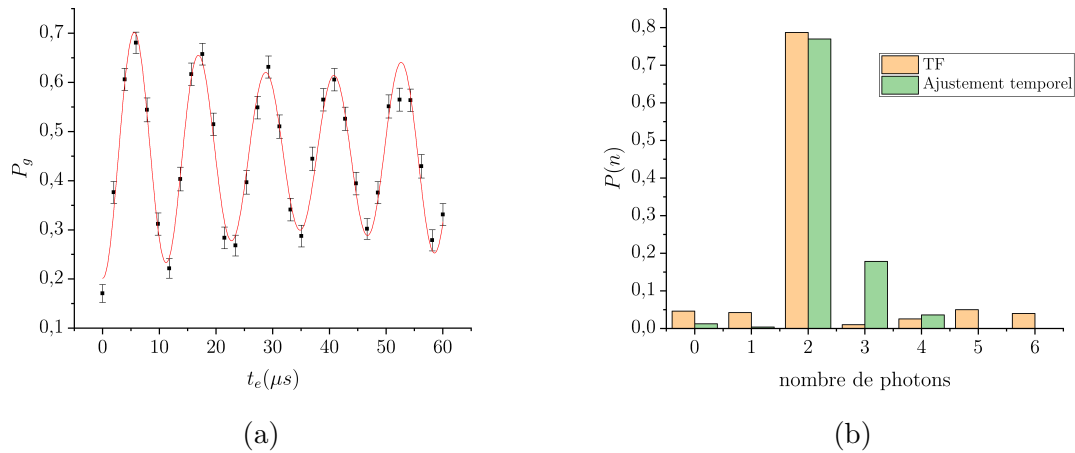 0,7
0,6
0,5
0,4
0,3
0,2
0,1
P_g
0 10 20 30 40 50 60
t_e(μs)
(a)
0,8
0,7
0,6
0,5
0,4
0,3
0,2
0,1
0,0
P(n)
TF
Ajustement temporel
0 1 2 3 4 5 6
nombre de photons
(b)